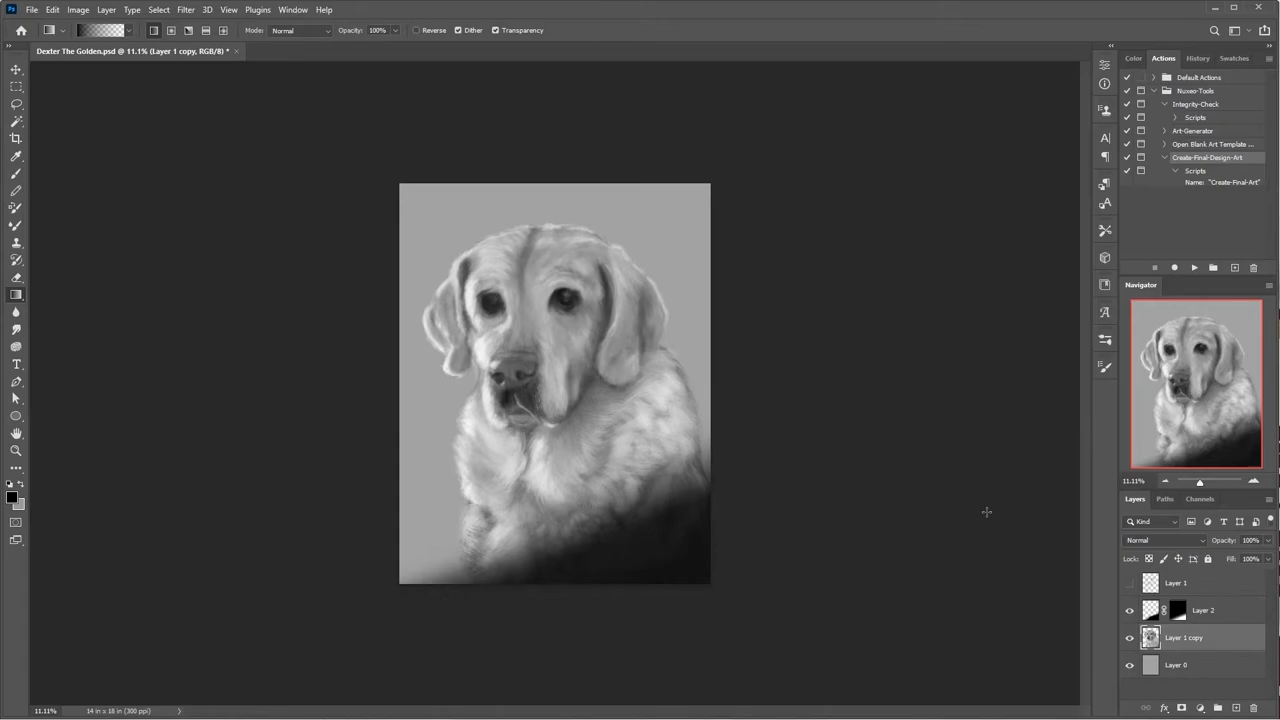 Ps File Edit Image Layer Type Select Filter 3D View Plugins Window Help
Mode: Normal Opacity: 100% Reverse Dither Transparency
Dexter The Golden.psd @ 11.1% (Layer 1 copy, RGB/8) * ×
Color Actions History Swatches
Default Actions
Nuxeo-Tools
Integrity-Check
Scripts
Art-Generator
Open Blank Art Template ...
Create-Final-Design-Art
Scripts
Name: "Create-Final-Art"
Navigator
11.11%
Layers Paths Channels
Kind
Normal Opacity: 100%
Lock: Fill: 100%
Layer 1
Layer 2
Layer 1 copy
Layer 0
11.11% 14 in x 18 in (300 ppi)